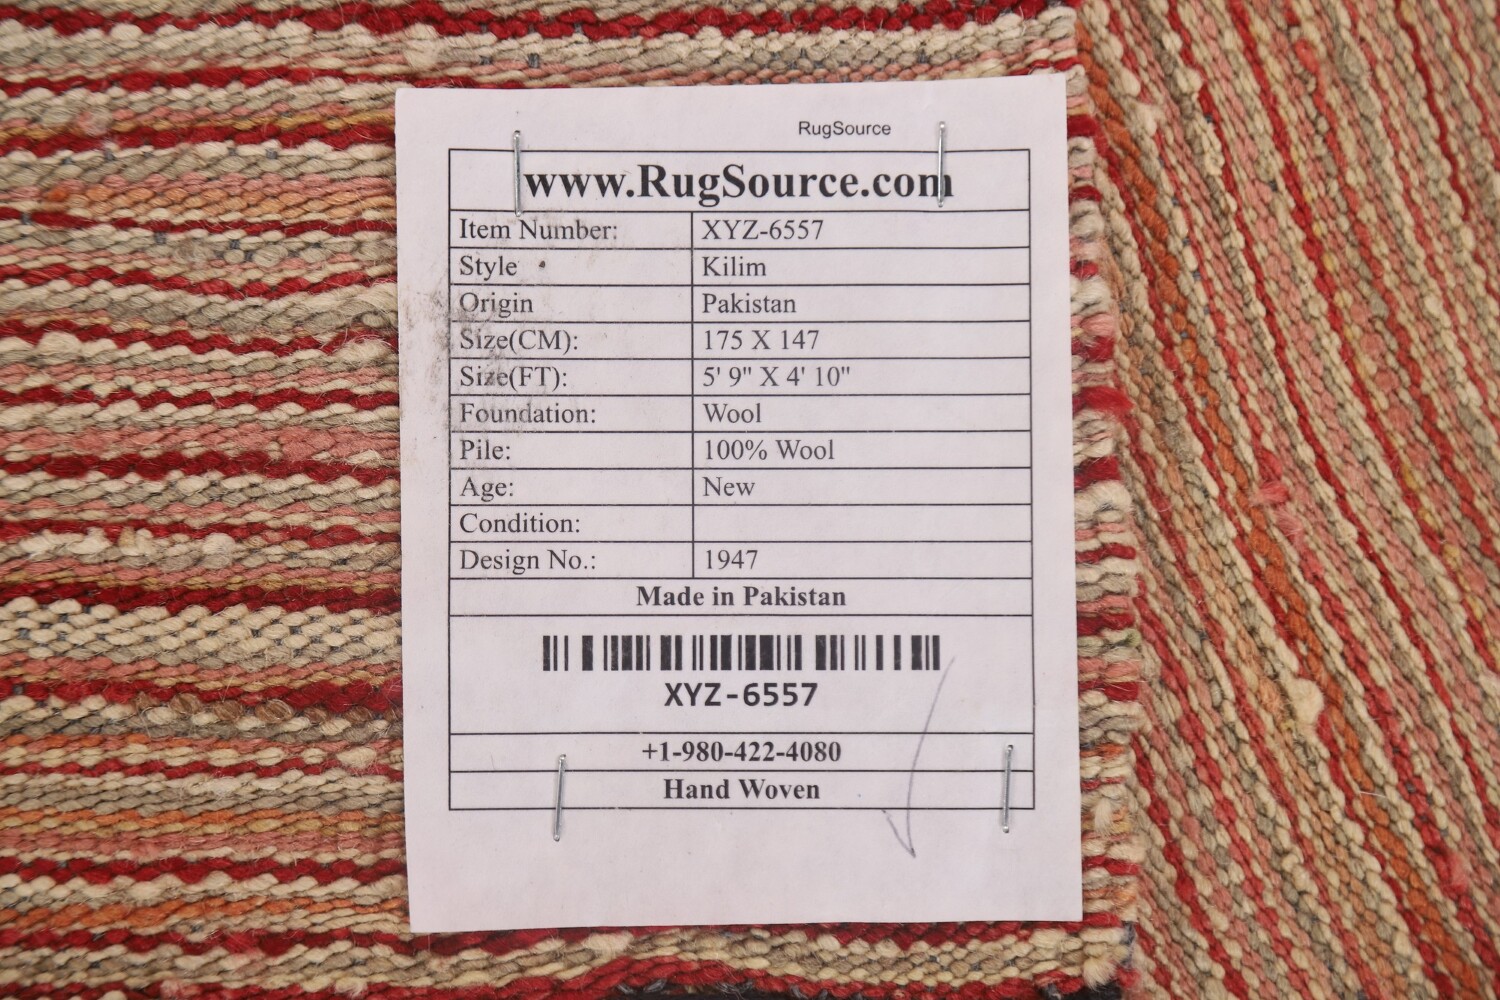 RugSource
www.RugSource.com
Item Number: XYZ-6557
Style Kilim
Origin Pakistan
Size(CM): 175 X 147
Size(FT): 5' 9" X 4' 10"
Foundation: Wool
Pile: 100% Wool
Age: New
Condition:
Design No.: 1947
Made in Pakistan
XYZ-6557
+1-980-422-4080
Hand Woven